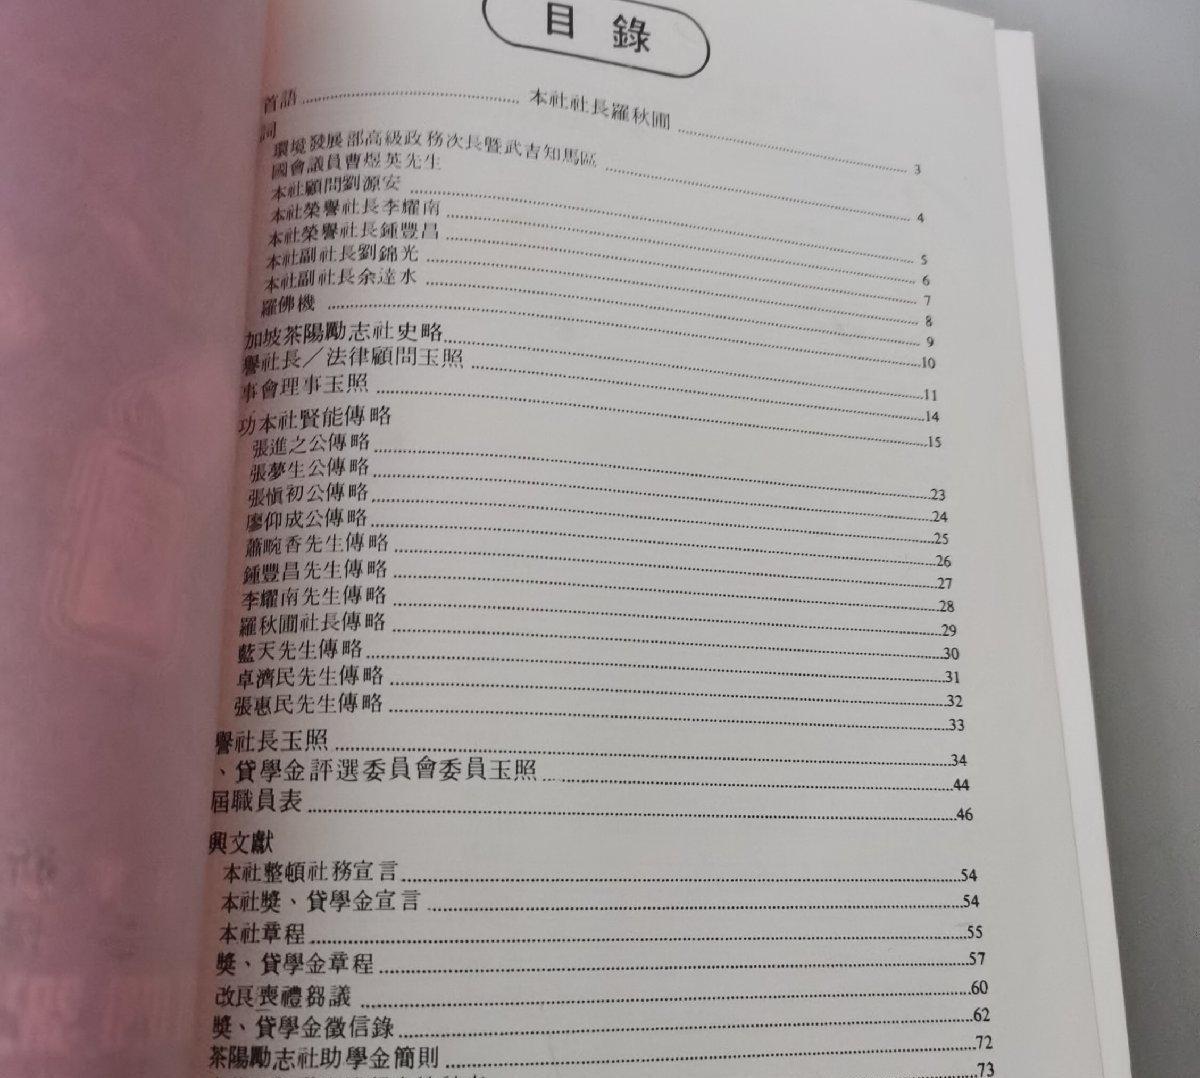 目錄
首語 本社社長羅秋圃 3
詞
環境發展部高級政務次長暨武吉知馬區
國會議員曹煜英先生 4
本社顧問劉源安 5
本社榮譽社長李耀南 6
本社榮譽社長鍾豐昌 7
本社副社長劉錦光 8
本社副社長余達水 9
羅佛機 10
加坡茶陽勵志社史略 11
譽社長／法律顧問玉照 14
事會理事玉照 15
功本社賢能傳略
張進之公傳略 23
張夢生公傳略 24
張愼初公傳略 25
廖仰成公傳略 26
蕭畹香先生傳略 27
鍾豐昌先生傳略 28
李耀南先生傳略 29
羅秋圃社長傳略 30
藍天先生傳略 31
卓濟民先生傳略 32
張惠民先生傳略 33
譽社長玉照 34
、貸學金評選委員會委員玉照 44
屆職員表 46
興文獻
本社整頓社務宣言 54
本社獎、貸學金宣言 54
本社章程 55
獎、貸學金章程 57
改良喪禮芻議 60
獎、貸學金徵信錄 62
茶陽勵志社助學金簡則 72
73